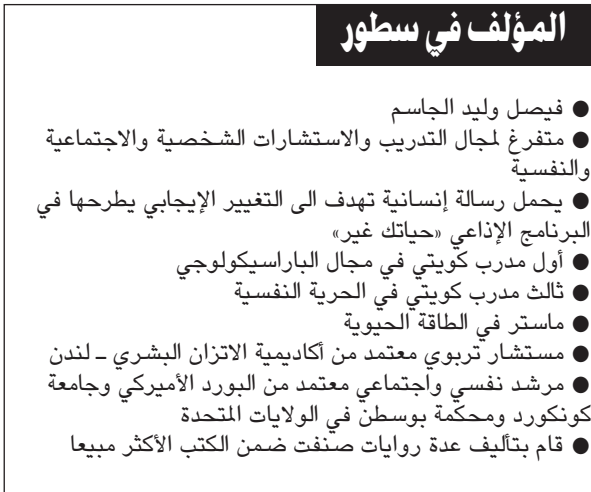 المؤلف في سطور
● فيصل وليد الجاسم
● متفرغ لمجال التدريب والاستشارات الشخصية والاجتماعية
والنفسية
● يحمل رسالة إنسانية تهدف الى التغيير الإيجابي يطرحها في
البرنامج الإذاعي «حياتك غير»
● أول مدرب كويتي في مجال الباراسيكولوجي
● ثالث مدرب كويتي في الحرية النفسية
● ماستر في الطاقة الحيوية
● مستشار تربوي معتمد من أكاديمية الاتزان البشري ـ لندن
● مرشد نفسي واجتماعي معتمد من البورد الأميركي وجامعة
كونكورد ومحكمة بوسطن في الولايات المتحدة
● قام بتأليف عدة روايات صنفت ضمن الكتب الأكثر مبيعا